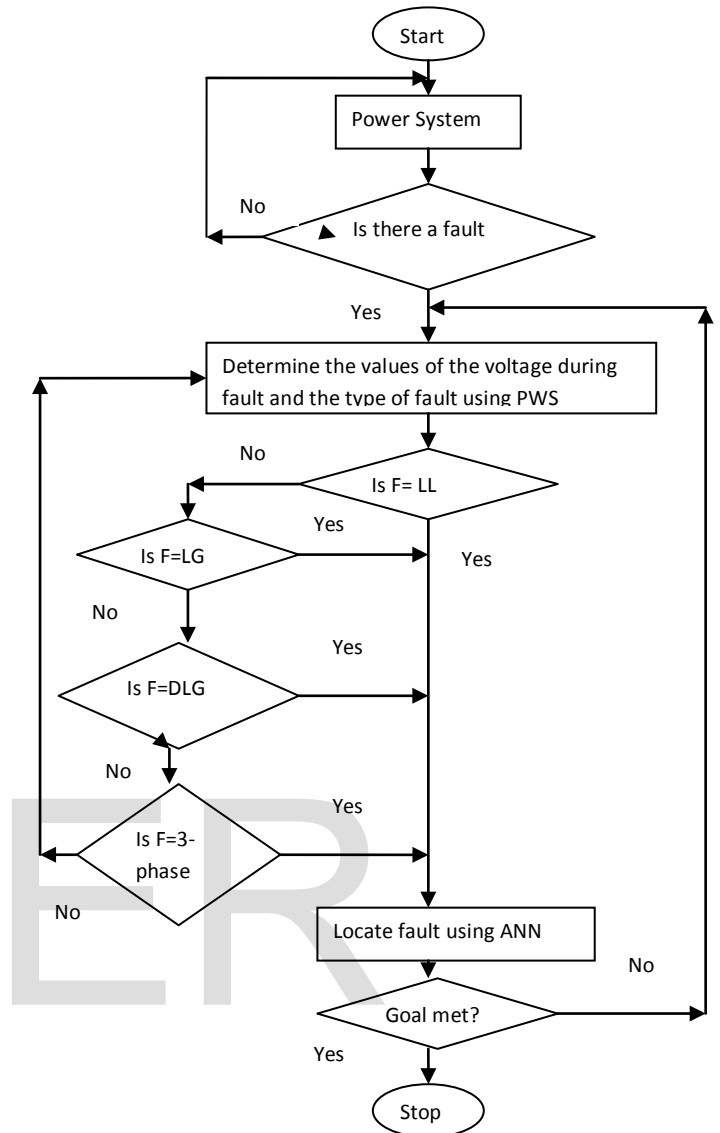 Start
Power System
No
Is there a fault
Yes
Determine the values of the voltage during
fault and the type of fault using PWS
No
Is F= LL
Yes
Is F=LG
Yes
No
Yes
Is F=DLG
No
Yes
Is F=3-
phase
No
Locate fault using ANN
No
Goal met?
Yes
Stop
ER